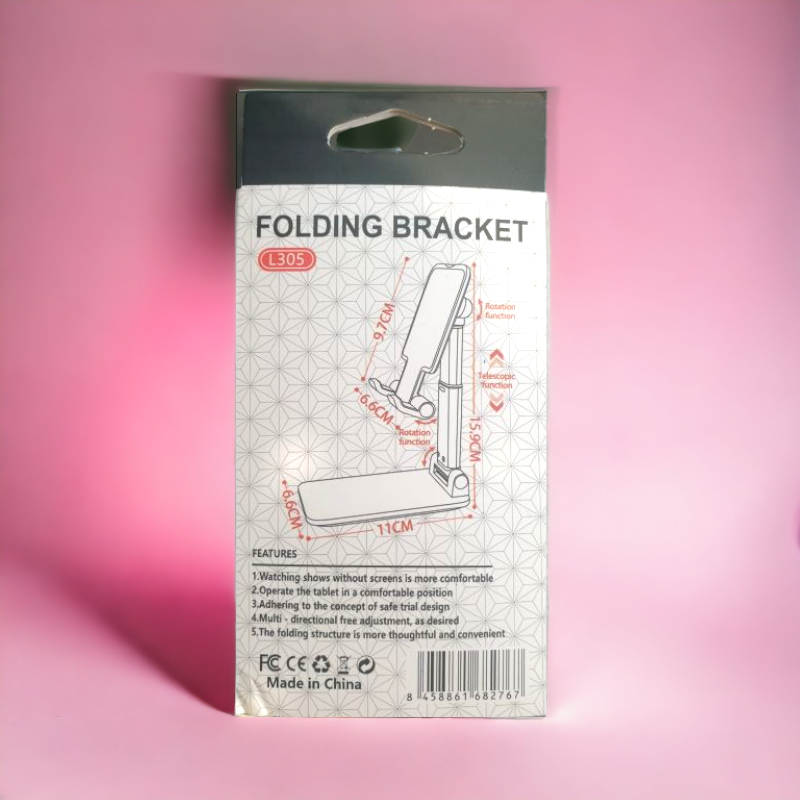 FOLDING BRACKET
L305
9.7CM
Rotation
function
Telescopic
function
6.6CM
Rotation
function
15.9CM
6.6CM
11CM
FEATURES
1.Watching shows without screens is more comfortable
2.Operate the tablet in a comfortable position
3.Adhering to the concept of safe trial design
4.Multi - directional free adjustment, as desired
5.The folding structure is more thoughtful and convenient
FC CE
Made in China
8 458861 682767